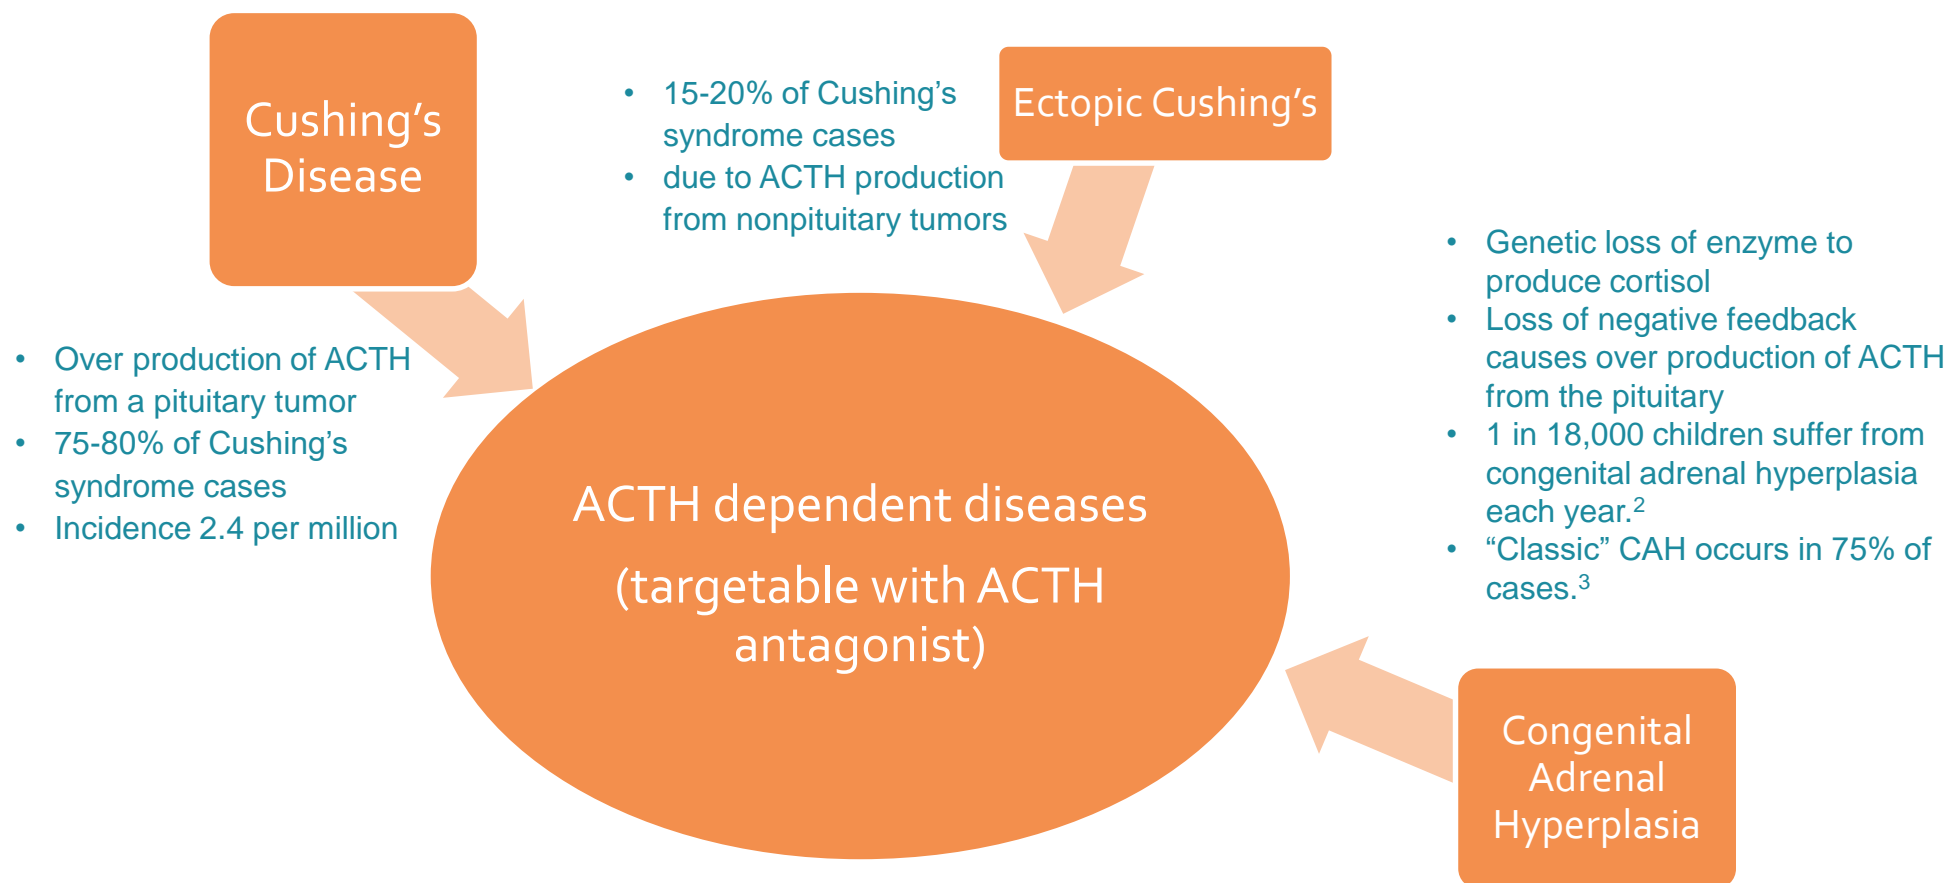 Cushing's
Disease
• 15-20% of Cushing's
syndrome cases
• due to ACTH production
from nonpituitary tumors
Ectopic Cushing's
• Over production of ACTH
from a pituitary tumor
• 75-80% of Cushing's
syndrome cases
• Incidence 2.4 per million
ACTH dependent diseases
(targetable with ACTH
antagonist)
• Genetic loss of enzyme to
produce cortisol
• Loss of negative feedback
causes over production of ACTH
from the pituitary
• 1 in 18,000 children suffer from
congenital adrenal hyperplasia
each year.²
• “Classic” CAH occurs in 75% of
cases.³
Congenital
Adrenal
Hyperplasia